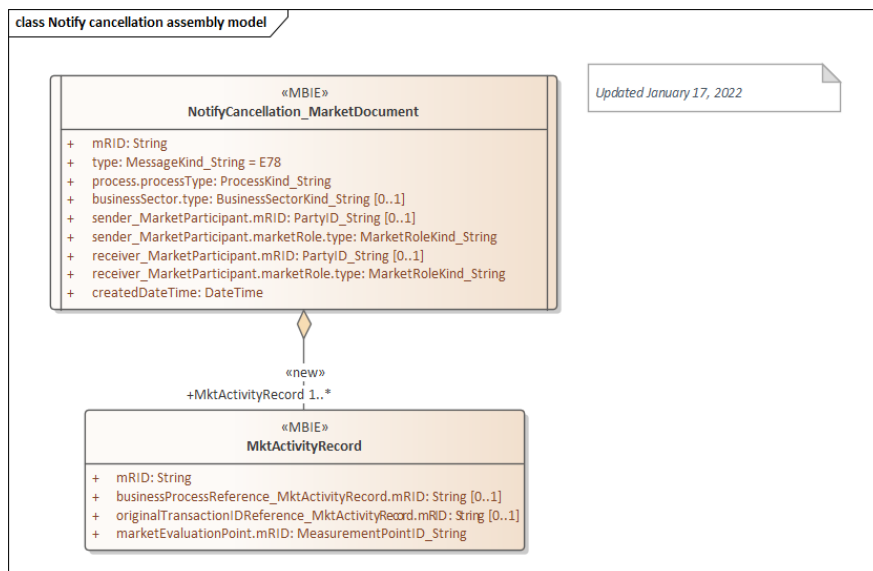 class Notify cancellation assembly model
«MBIE»
NotifyCancellation_MarketDocument
+ mRID: String
+ type: MessageKind_String = E78
+ process.processType: ProcessKind_String
+ businessSector.type: BusinessSectorKind_String [0..1]
+ sender_MarketParticipant.mRID: PartyID_String [0..1]
+ sender_MarketParticipant.marketRole.type: MarketRoleKind_String
+ receiver_MarketParticipant.mRID: PartyID_String [0..1]
+ receiver_MarketParticipant.marketRole.type: MarketRoleKind_String
+ createdDateTime: DateTime
Updated January 17, 2022
«new»
+MktActivityRecord 1..*
«MBIE»
MktActivityRecord
+ mRID: String
+ businessProcessReference_MktActivityRecord.mRID: String [0..1]
+ originalTransactionIDReference_MktActivityRecord.mRID: String [0..1]
+ marketEvaluationPoint.mRID: MeasurementPointID_String